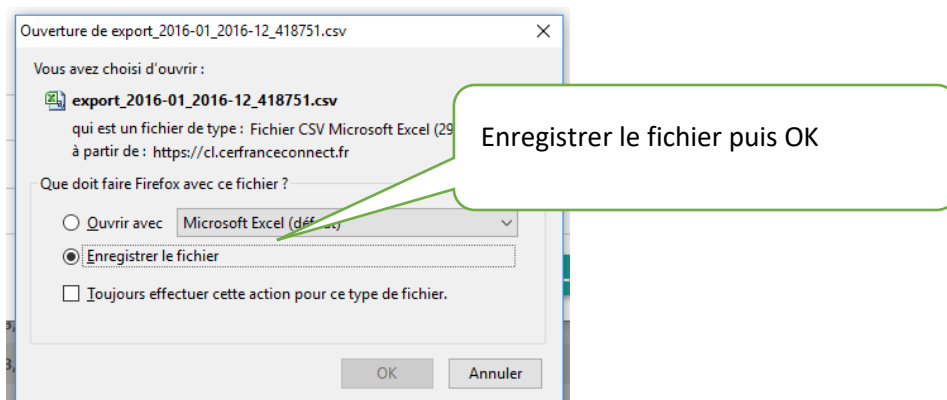 Ouverture de export_2016-01_2016-12_418751.csv
Vous avez choisi d'ouvrir :
export_2016-01_2016-12_418751.csv
qui est un fichier de type : Fichier CSV Microsoft Excel (29
à partir de : https://cl.cerfranceconnect.fr
Enregistrer le fichier puis OK
Que doit faire Firefox avec ce fichier ?
Ouvrir avec Microsoft Excel (défaut)
Enregistrer le fichier
Toujours effectuer cette action pour ce type de fichier.
OK Annuler